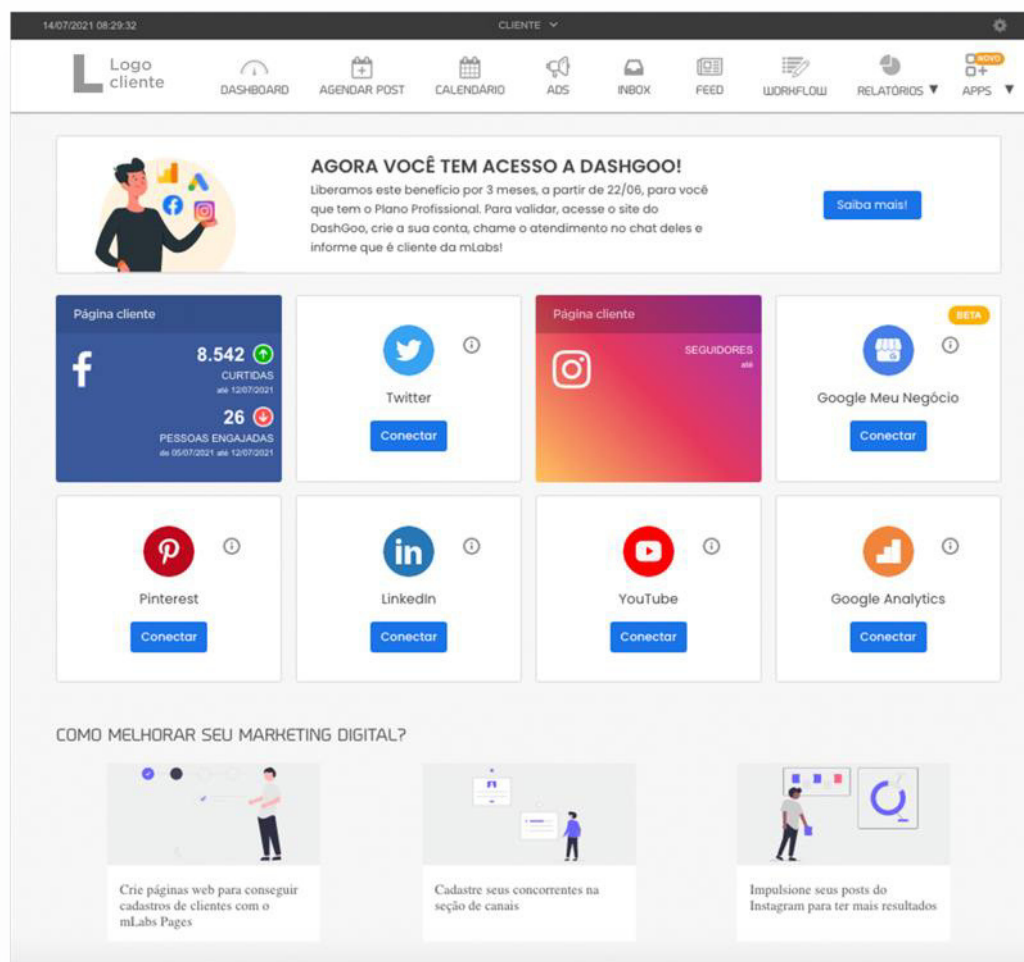 14/07/2021 08:29:32
CLIENTE
Logo
cliente
DASHBOARD
AGENDAR POST
CALENDÁRIO
ADS
INBOX
FEED
WORKFLOW
RELATÓRIOS
NOVO
APPS
AGORA VOCÊ TEM ACESSO A DASHGOO!
Liberamos este benefício por 3 meses, a partir de 22/06, para você
que tem o Plano Profissional. Para validar, acesse o site do
DashGoo, crie a sua conta, chame o atendimento no chat deles e
informe que é cliente da mLabs!
Saiba mais!
Página cliente
8.542
CURTIDAS
até 12/07/2021
26
PESSOAS ENGAJADAS
de 05/07/2021 até 12/07/2021
Twitter
Conectar
Página cliente
SEGUIDORES
até
BETA
Google Meu Negócio
Conectar
Pinterest
Conectar
LinkedIn
Conectar
YouTube
Conectar
Google Analytics
Conectar
COMO MELHORAR SEU MARKETING DIGITAL?
Crie páginas web para conseguir
cadastros de clientes com o
mLabs Pages
Cadastre seus concorrentes na
seção de canais
Impulsione seus posts do
Instagram para ter mais resultados